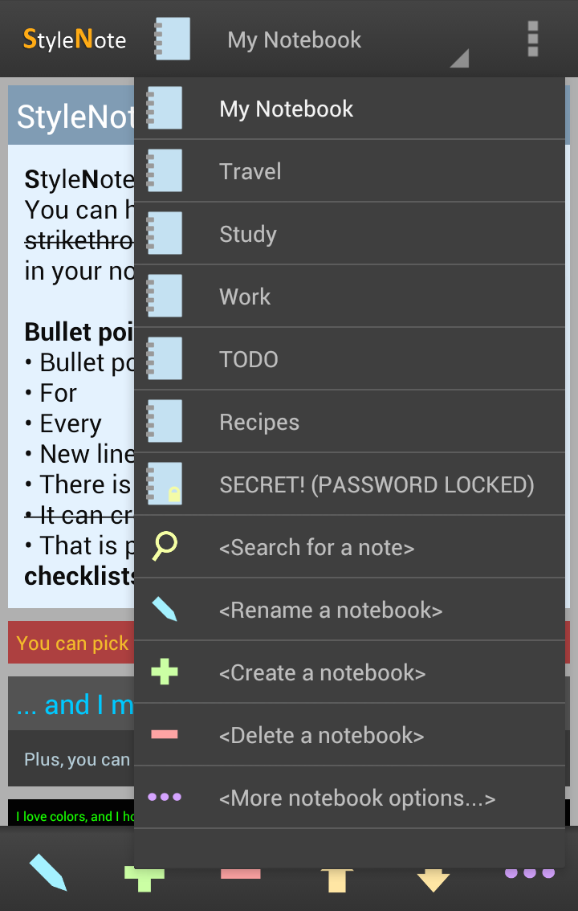 StyleNote
My Notebook
My Notebook
Travel
Study
Work
TODO
Recipes
SECRET! (PASSWORD LOCKED)
<Search for a note>
<Rename a notebook>
<Create a notebook>
<Delete a notebook>
<More notebook options...>
StyleNot
StyleNote
You can h
strikethro
in your no
Bullet poi
• Bullet po
• For
• Every
• New line
• There is
• It can cr
• That is p
checklists
You can pick
... and I m
Plus, you can
I love colors, and I ho